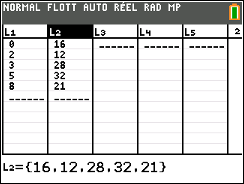 NORMAL FLOTT AUTO RÉEL RAD MP
L1 L2 L3 L4 L5 2
0 16 ------ ------ ------
2 12
3 28
5 32
8 21
------ ------
L2={16,12,28,32,21}